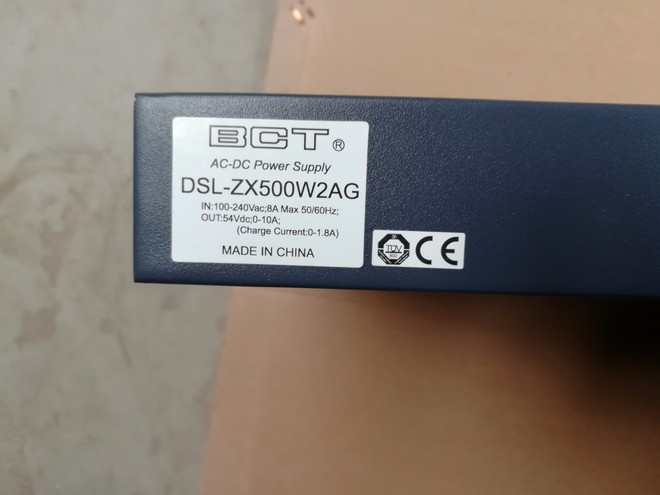 BCT®
AC-DC Power Supply
DSL-ZX500W2AG
IN:100-240Vac;8A Max 50/60Hz;
OUT:54Vdc;0-10A;
(Charge Current:0-1.8A)
MADE IN CHINA
TÜV CE